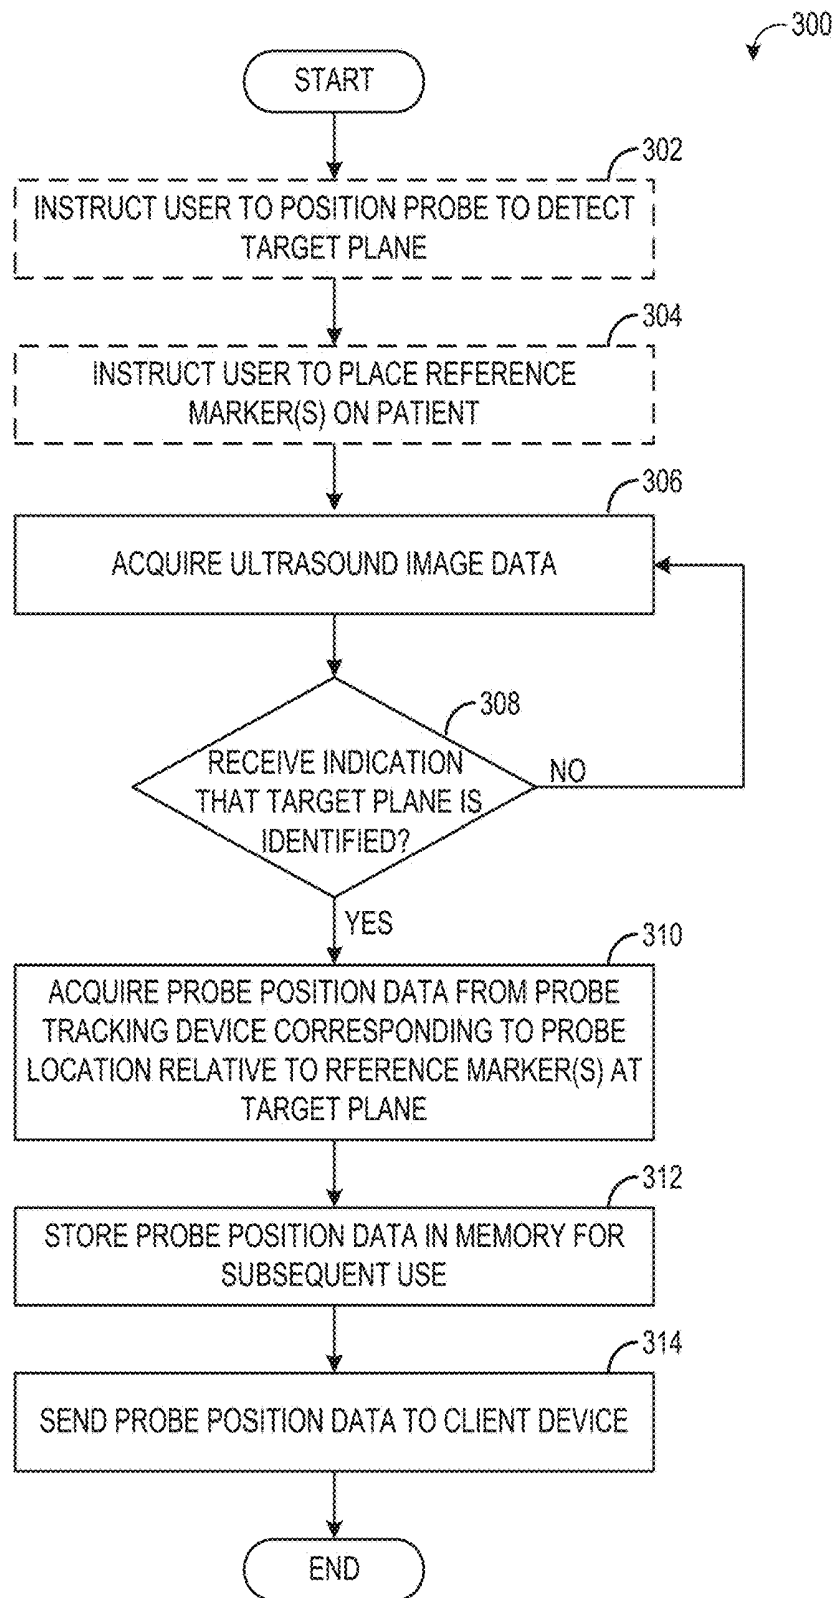 300
START
302
INSTRUCT USER TO POSITION PROBE TO DETECT
TARGET PLANE
304
INSTRUCT USER TO PLACE REFERENCE
MARKER(S) ON PATIENT
306
ACQUIRE ULTRASOUND IMAGE DATA
308
RECEIVE INDICATION
THAT TARGET PLANE IS
IDENTIFIED?
NO
YES
310
ACQUIRE PROBE POSITION DATA FROM PROBE
TRACKING DEVICE CORRESPONDING TO PROBE
LOCATION RELATIVE TO RFERENCE MARKER(S) AT
TARGET PLANE
312
STORE PROBE POSITION DATA IN MEMORY FOR
SUBSEQUENT USE
314
SEND PROBE POSITION DATA TO CLIENT DEVICE
END